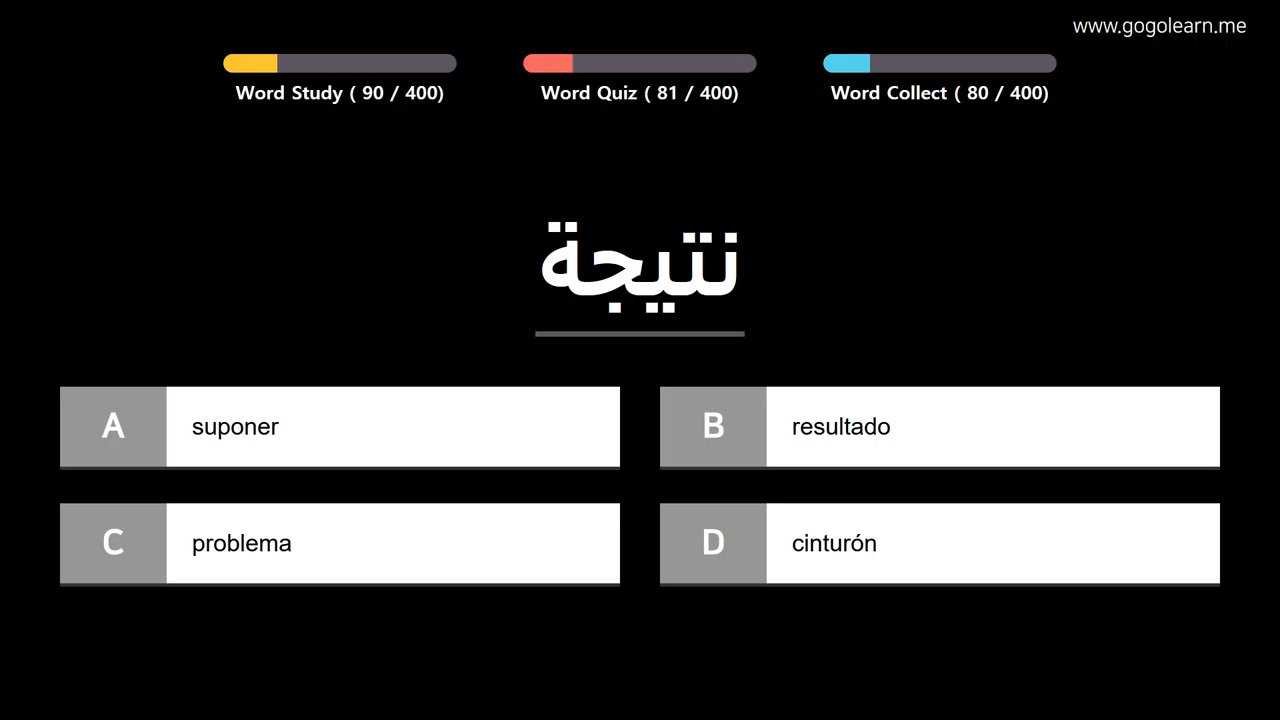 www.gogolearn.me
Word Study ( 90 / 400)
Word Quiz ( 81 / 400)
Word Collect ( 80 / 400)
نتيجة
A suponer
B resultado
C problema
D cinturón